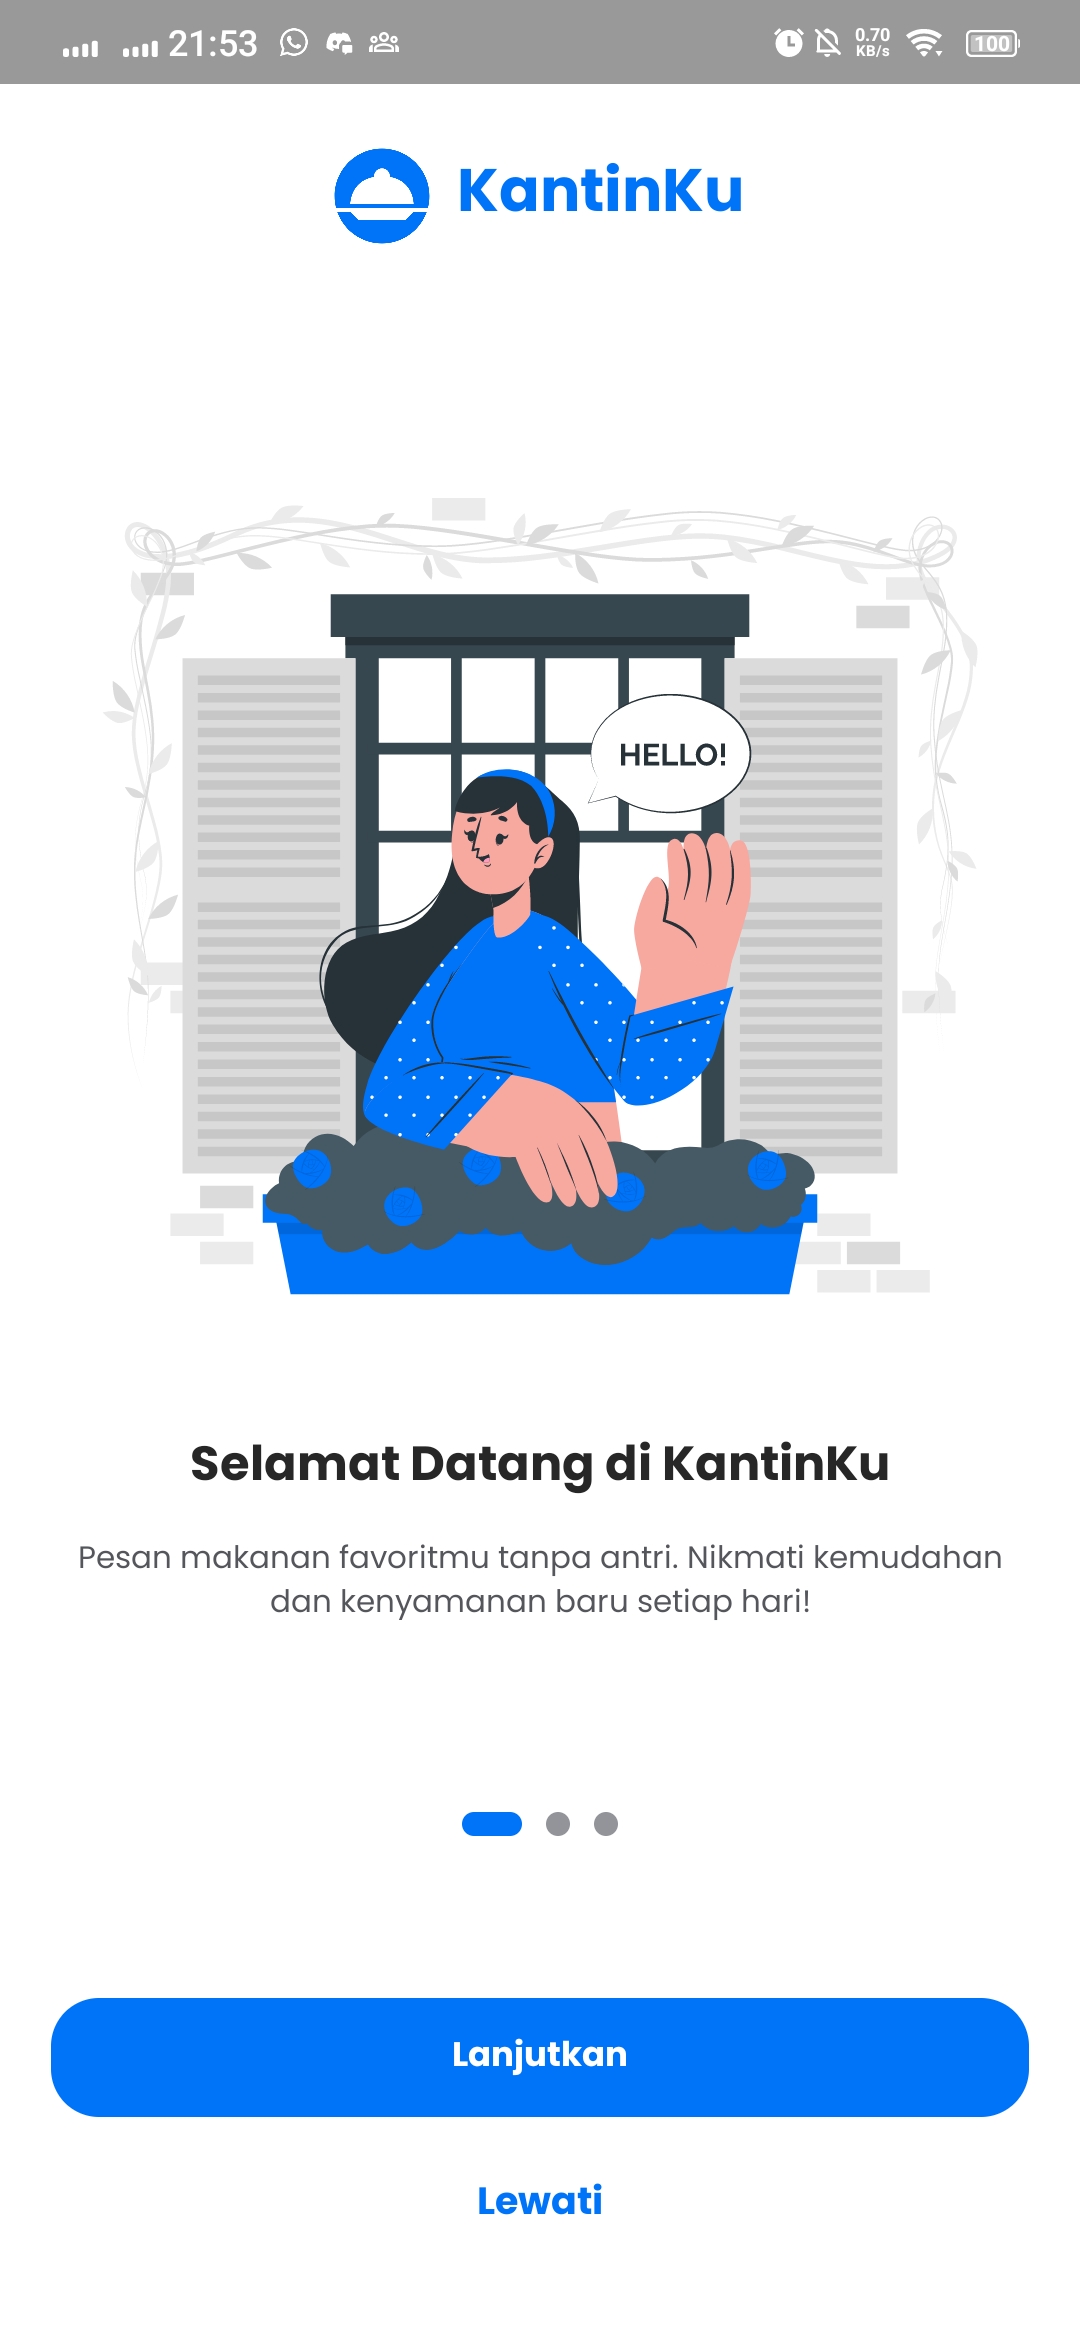 21:53
0.70
KB/s
100
KantinKu
HELLO!
Selamat Datang di KantinKu
Pesan makanan favoritmu tanpa antri. Nikmati kemudahan
dan kenyamanan baru setiap hari!
Lanjutkan
Lewati